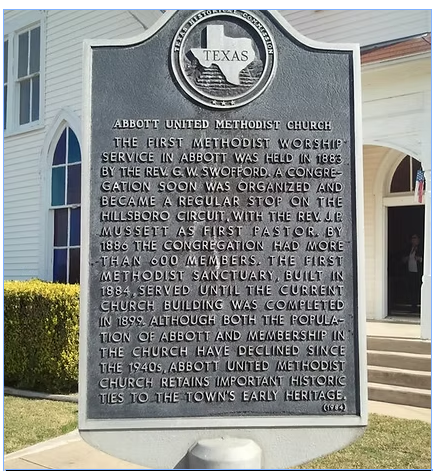 TEXAS HISTORICAL COMMISSION
TEXAS
ABBOTT UNITED METHODIST CHURCH
THE FIRST METHODIST WORSHIP
SERVICE IN ABBOTT WAS HELD IN 1883
BY THE REV. G. W. SWOFFORD. A CONGRE-
GATION SOON WAS ORGANIZED AND
BECAME A REGULAR STOP ON THE
HILLSBORO CIRCUIT, WITH THE REV. J.P.
MUSSETT AS FIRST PASTOR. BY
1886 THE CONGREGATION HAD MORE
THAN 600 MEMBERS. THE FIRST
METHODIST SANCTUARY, BUILT IN
1884, SERVED UNTIL THE CURRENT
CHURCH BUILDING WAS COMPLETED
IN 1899. ALTHOUGH BOTH THE POPULA-
TION OF ABBOTT AND MEMBERSHIP IN
THE CHURCH HAVE DECLINED SINCE
THE 1940s, ABBOTT UNITED METHODIST
CHURCH RETAINS IMPORTANT HISTORIC
TIES TO THE TOWN'S EARLY HERITAGE.
(1984)